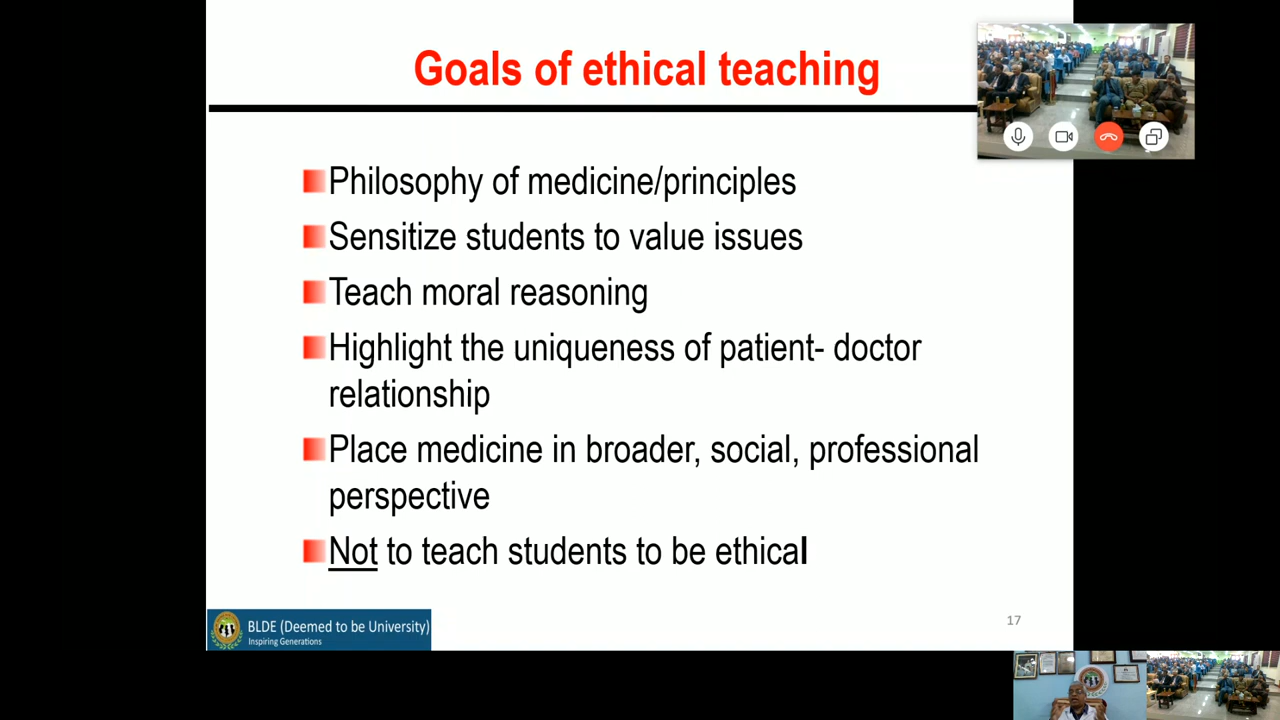 Goals of ethical teaching
Philosophy of medicine/principles
Sensitize students to value issues
Teach moral reasoning
Highlight the uniqueness of patient- doctor
relationship
Place medicine in broader, social, professional
perspective
Not to teach students to be ethical
BLDE (Deemed to be University)
Inspiring Generations
17